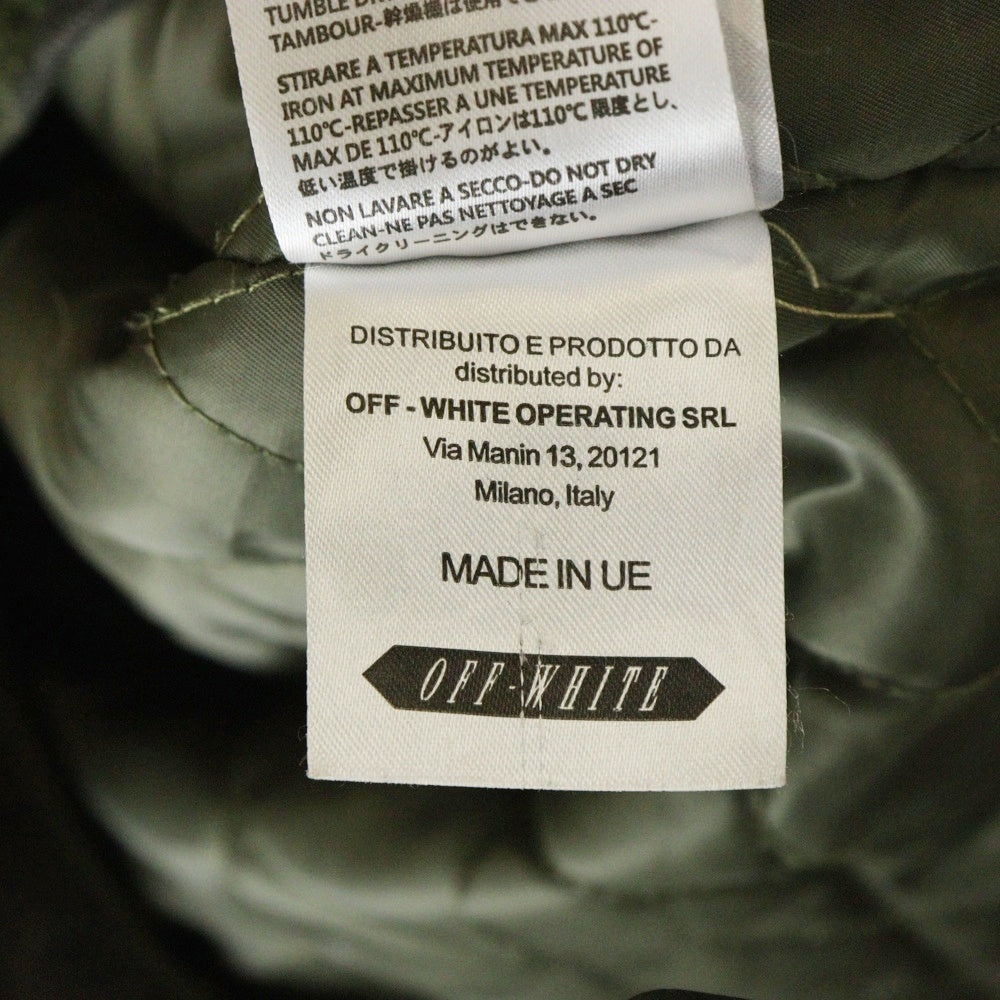 TUMBLE
TAMBOUR-幹燥機は使用
STIRARE A TEMPERATURA MAX 110℃-
IRON AT MAXIMUM TEMPERATURE OF
110℃-REPASSER A UNE TEMPERATURE
MAX DE 110℃-アイロンは110℃ 限度とし、
低い温度で掛けるのがよい。
NON LAVARE A SECCO-DO NOT DRY
CLEAN-NE PAS NETTOYAGE A SEC
ドライクリーニングはできない。
DISTRIBUITO E PRODOTTO DA
distributed by:
OFF - WHITE OPERATING SRL
Via Manin 13, 20121
Milano, Italy
MADE IN UE
OFF-WHITE